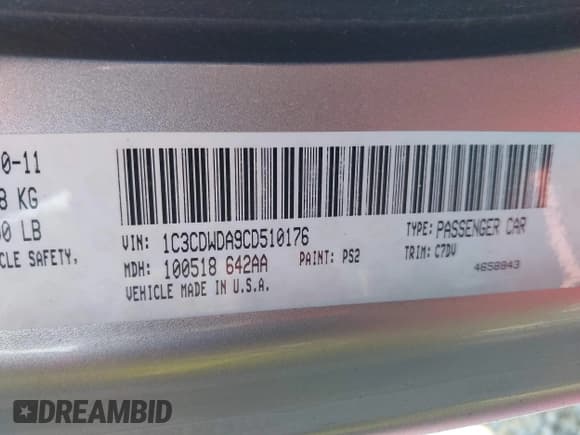 0-11
8 KG
00 LB
CLE SAFETY,
VIN: 1C3CDWDA9CD510176
TYPE: PASSENGER CAR
MDH: 100518 642AA
PAINT: PS2
TRIM: C7DV
VEHICLE MADE IN U.S.A.
4658943
DREAMBID